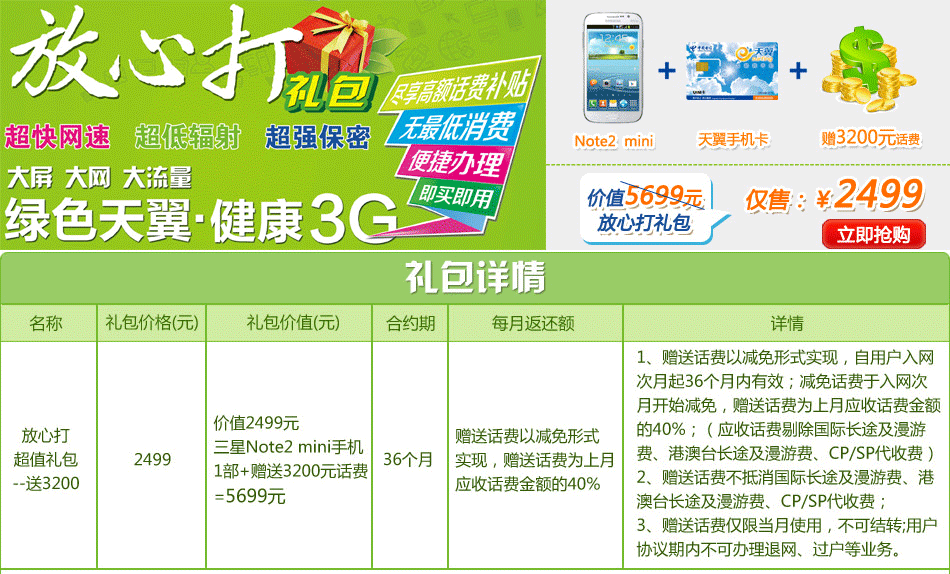 放心打
礼包
超快网速 超低辐射 超强保密
大屏 大网 大流量
绿色天翼·健康3G
尽享高额话费补贴
无最低消费
便捷办理
即买即用
Note2 mini
+
天翼手机卡
+
赠3200元话费
价值5699元
放心打礼包
仅售：¥2499
立即抢购
礼包详情
名称 礼包价格(元) 礼包价值(元) 合约期 每月返还额 详情
放心打
超值礼包
--送3200
2499
价值2499元
三星Note2 mini手机
1部+赠送3200元话费
=5699元
36个月
赠送话费以减免形式
实现，赠送话费为上月
应收话费金额的40%
1、赠送话费以减免形式实现，自用户入网
次月起36个月内有效；减免话费于入网次
月开始减免，赠送话费为上月应收话费金额
的40%；（应收话费剔除国际长途及漫游
费、港澳台长途及漫游费、CP/SP代收费）
2、赠送话费不抵消国际长途及漫游费、港
澳台长途及漫游费、CP/SP代收费；
3、赠送话费仅限当月使用，不可结转;用户
协议期内不可办理退网、过户等业务。